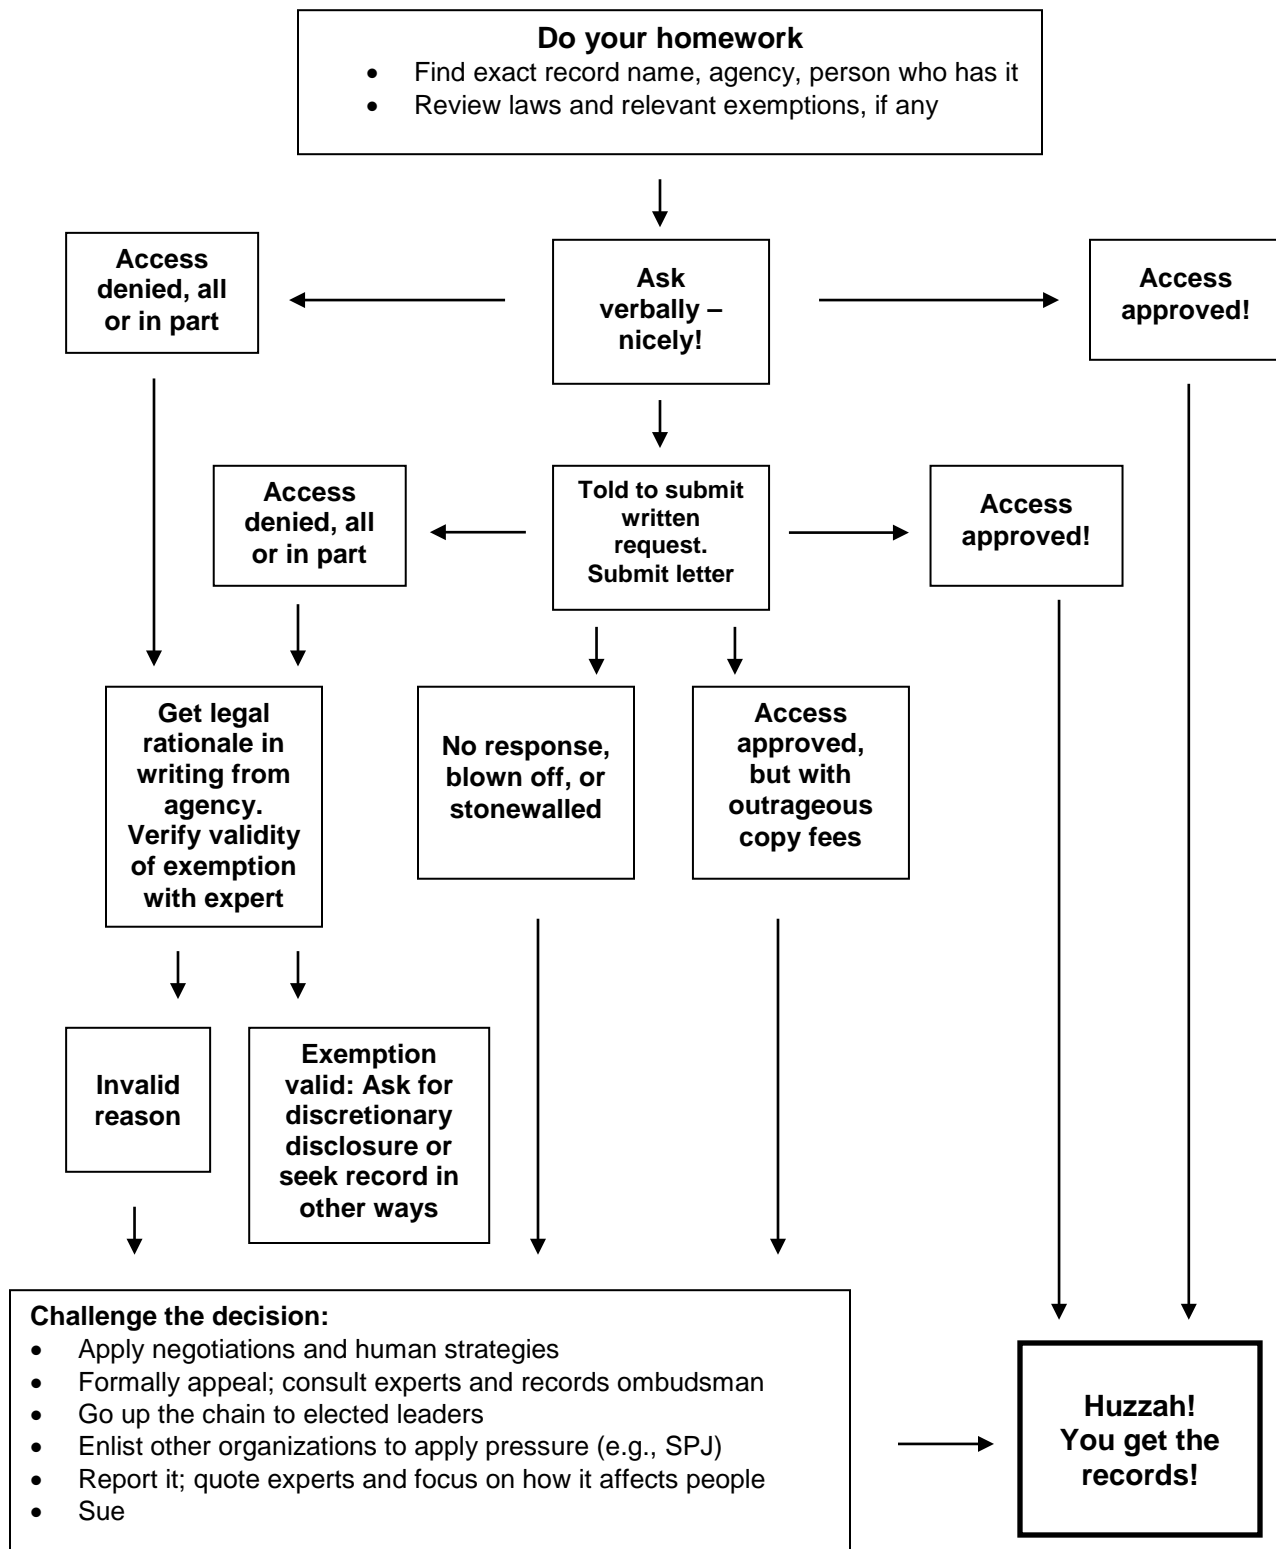 Do your homework
• Find exact record name, agency, person who has it
• Review laws and relevant exemptions, if any
Access
denied, all
or in part
Ask
verbally –
nicely!
Access
approved!
Access
denied, all
or in part
Told to submit
written
request.
Submit letter
Access
approved!
Get legal
rationale in
writing from
agency.
Verify validity
of exemption
with expert
No response,
blown off, or
stonewalled
Access
approved,
but with
outrageous
copy fees
Invalid
reason
Exemption
valid: Ask for
discretionary
disclosure or
seek record in
other ways
Challenge the decision:
• Apply negotiations and human strategies
• Formally appeal; consult experts and records ombudsman
• Go up the chain to elected leaders
• Enlist other organizations to apply pressure (e.g., SPJ)
• Report it; quote experts and focus on how it affects people
• Sue
Huzzah!
You get the
records!